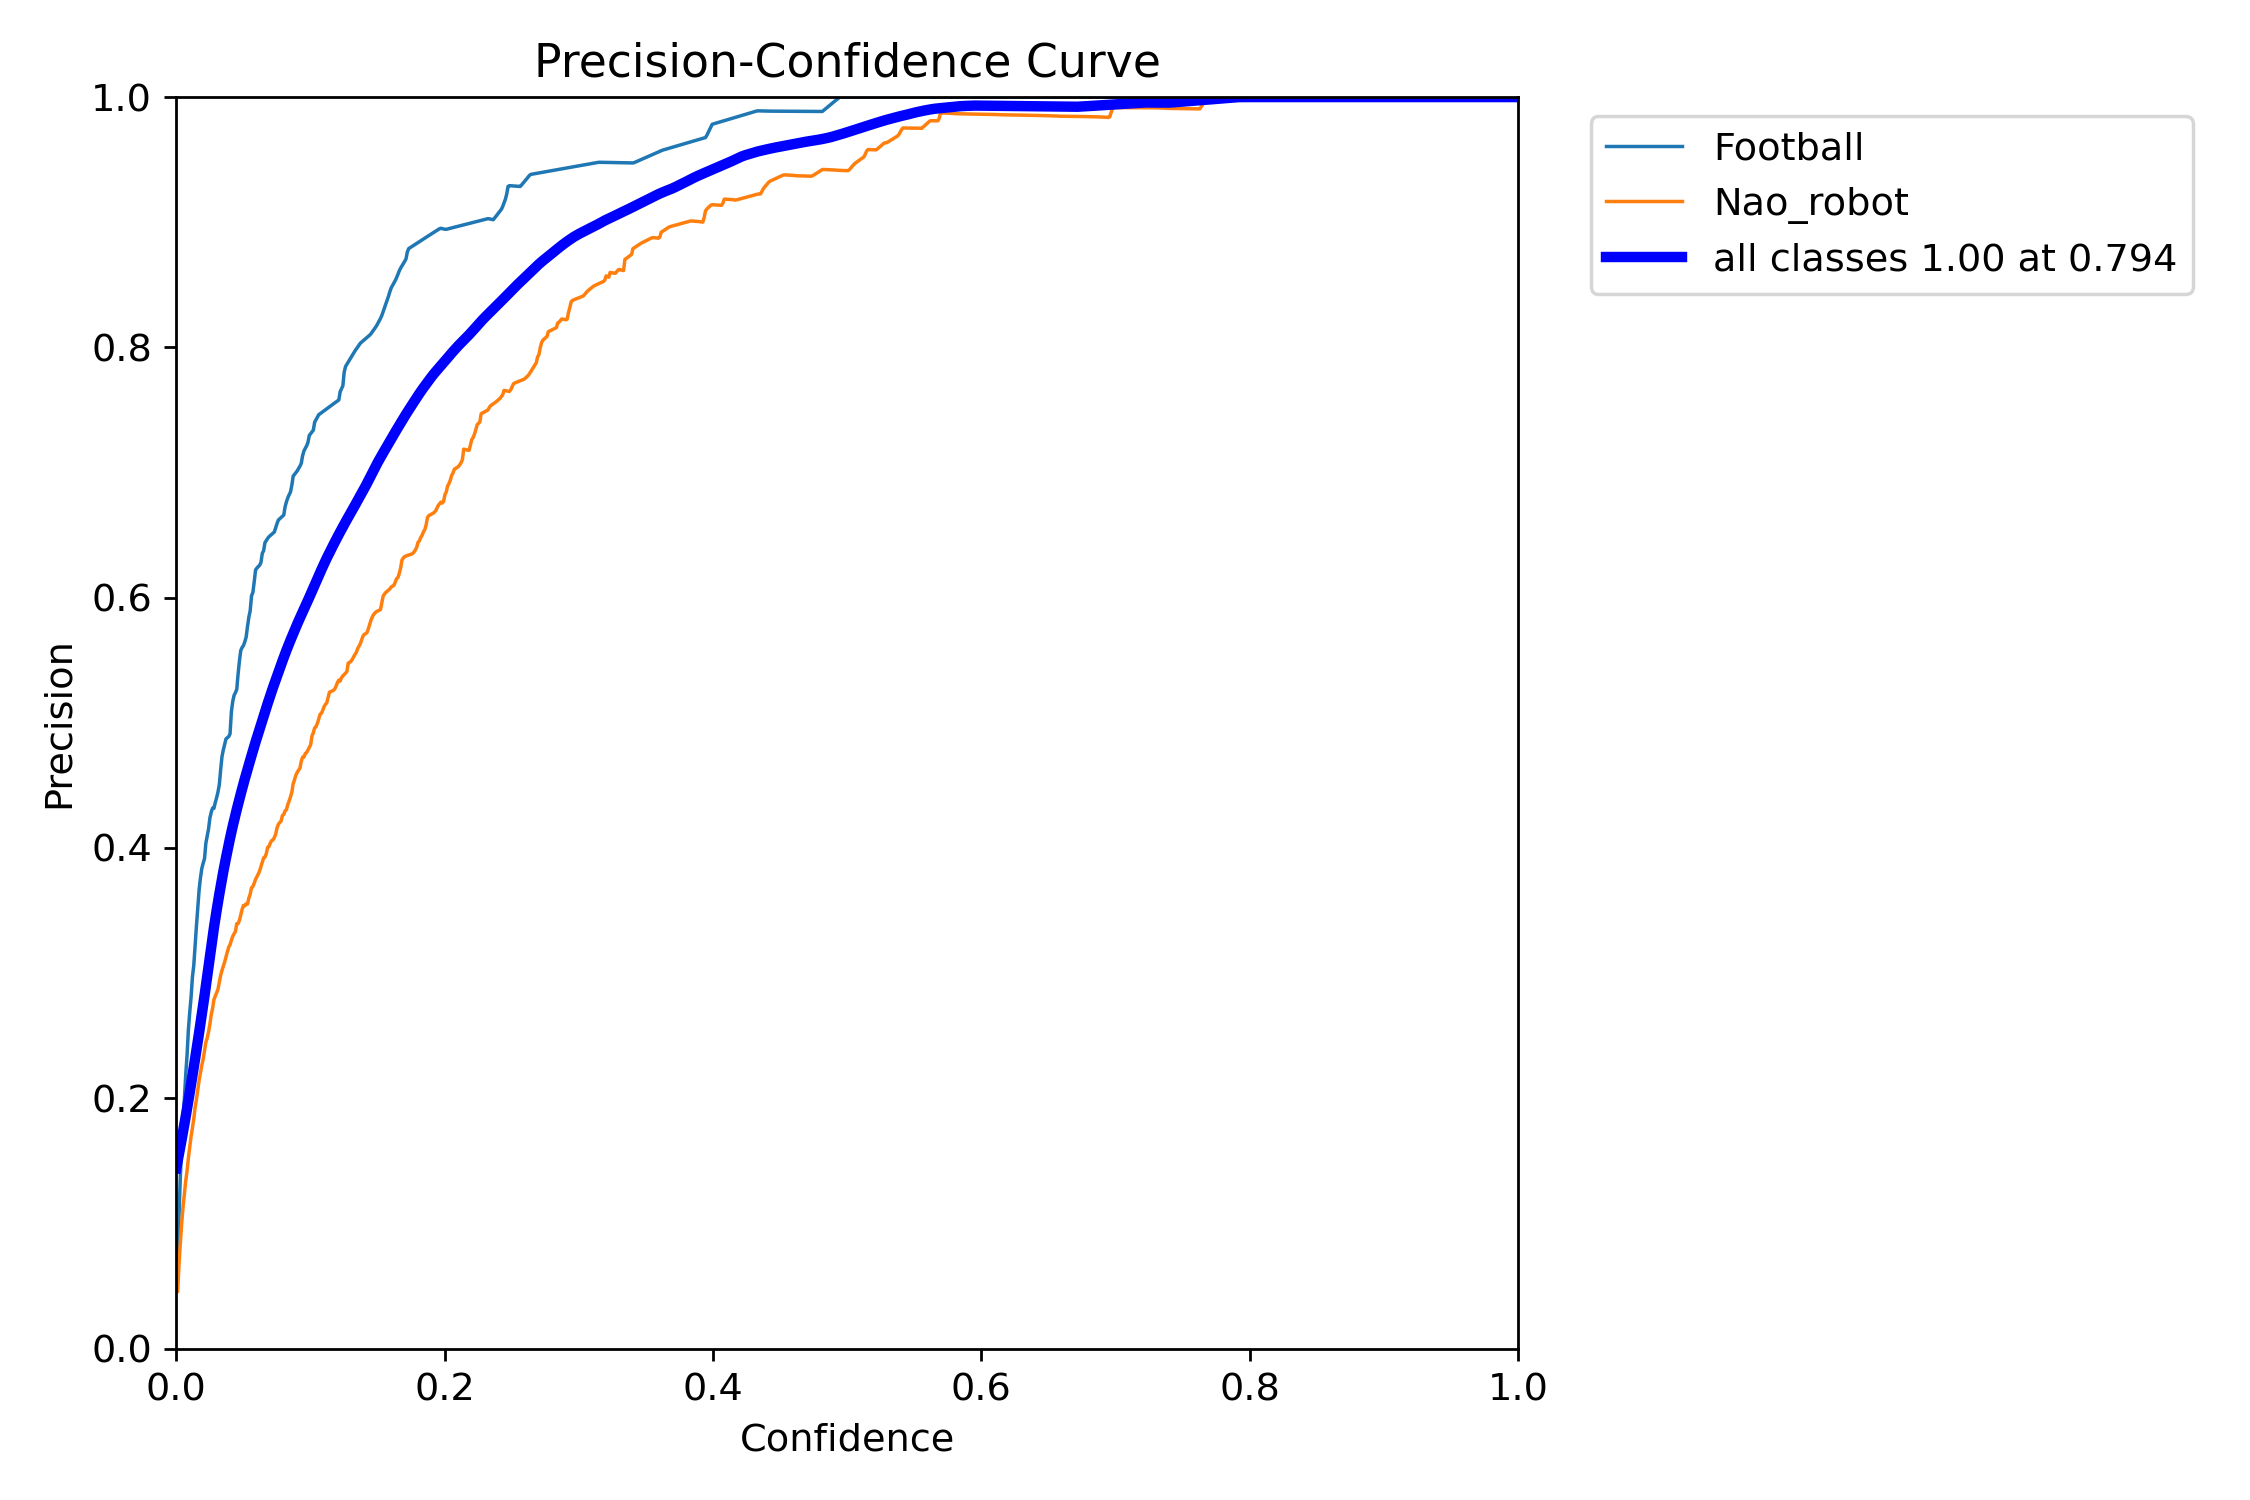 Precision-Confidence Curve
1.0
0.8
0.6
0.4
0.2
0.0
Precision
0.0 0.2 0.4 0.6 0.8 1.0
Confidence
Football
Nao_robot
all classes 1.00 at 0.794